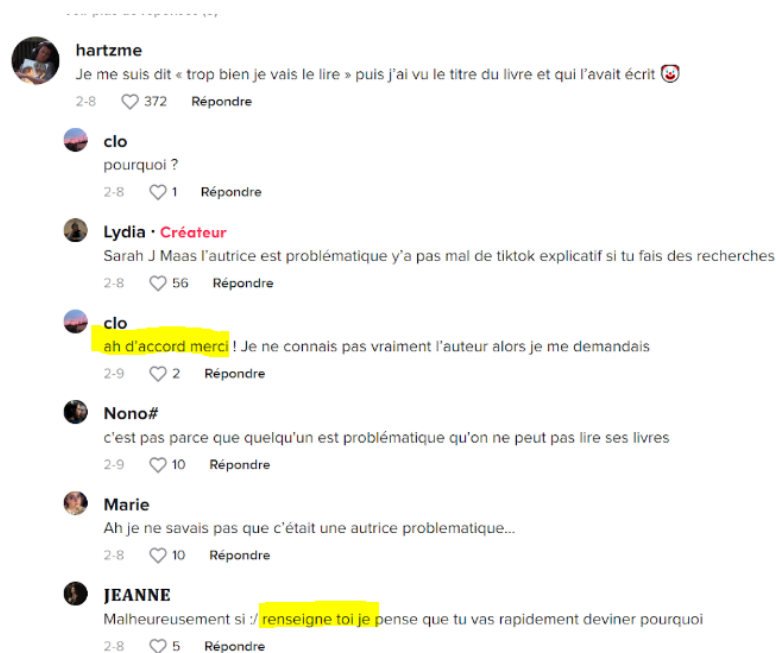 hartzme
Je me suis dit « trop bien je vais le lire » puis j'ai vu le titre du livre et qui l'avait écrit 🤡
2-8 372 Répondre
clo
pourquoi ?
2-8 1 Répondre
Lydia · Créateur
Sarah J Maas l'autrice est problématique y'a pas mal de tiktok explicatif si tu fais des recherches
2-8 56 Répondre
clo
ah d'accord merci ! Je ne connais pas vraiment l'auteur alors je me demandais
2-9 2 Répondre
Nono#
c'est pas parce que quelqu'un est problématique qu'on ne peut pas lire ses livres
2-9 10 Répondre
Marie
Ah je ne savais pas que c'était une autrice problematique...
2-8 10 Répondre
JEANNE
Malheureusement si :/ renseigne toi je pense que tu vas rapidement deviner pourquoi
2-8 5 Répondre